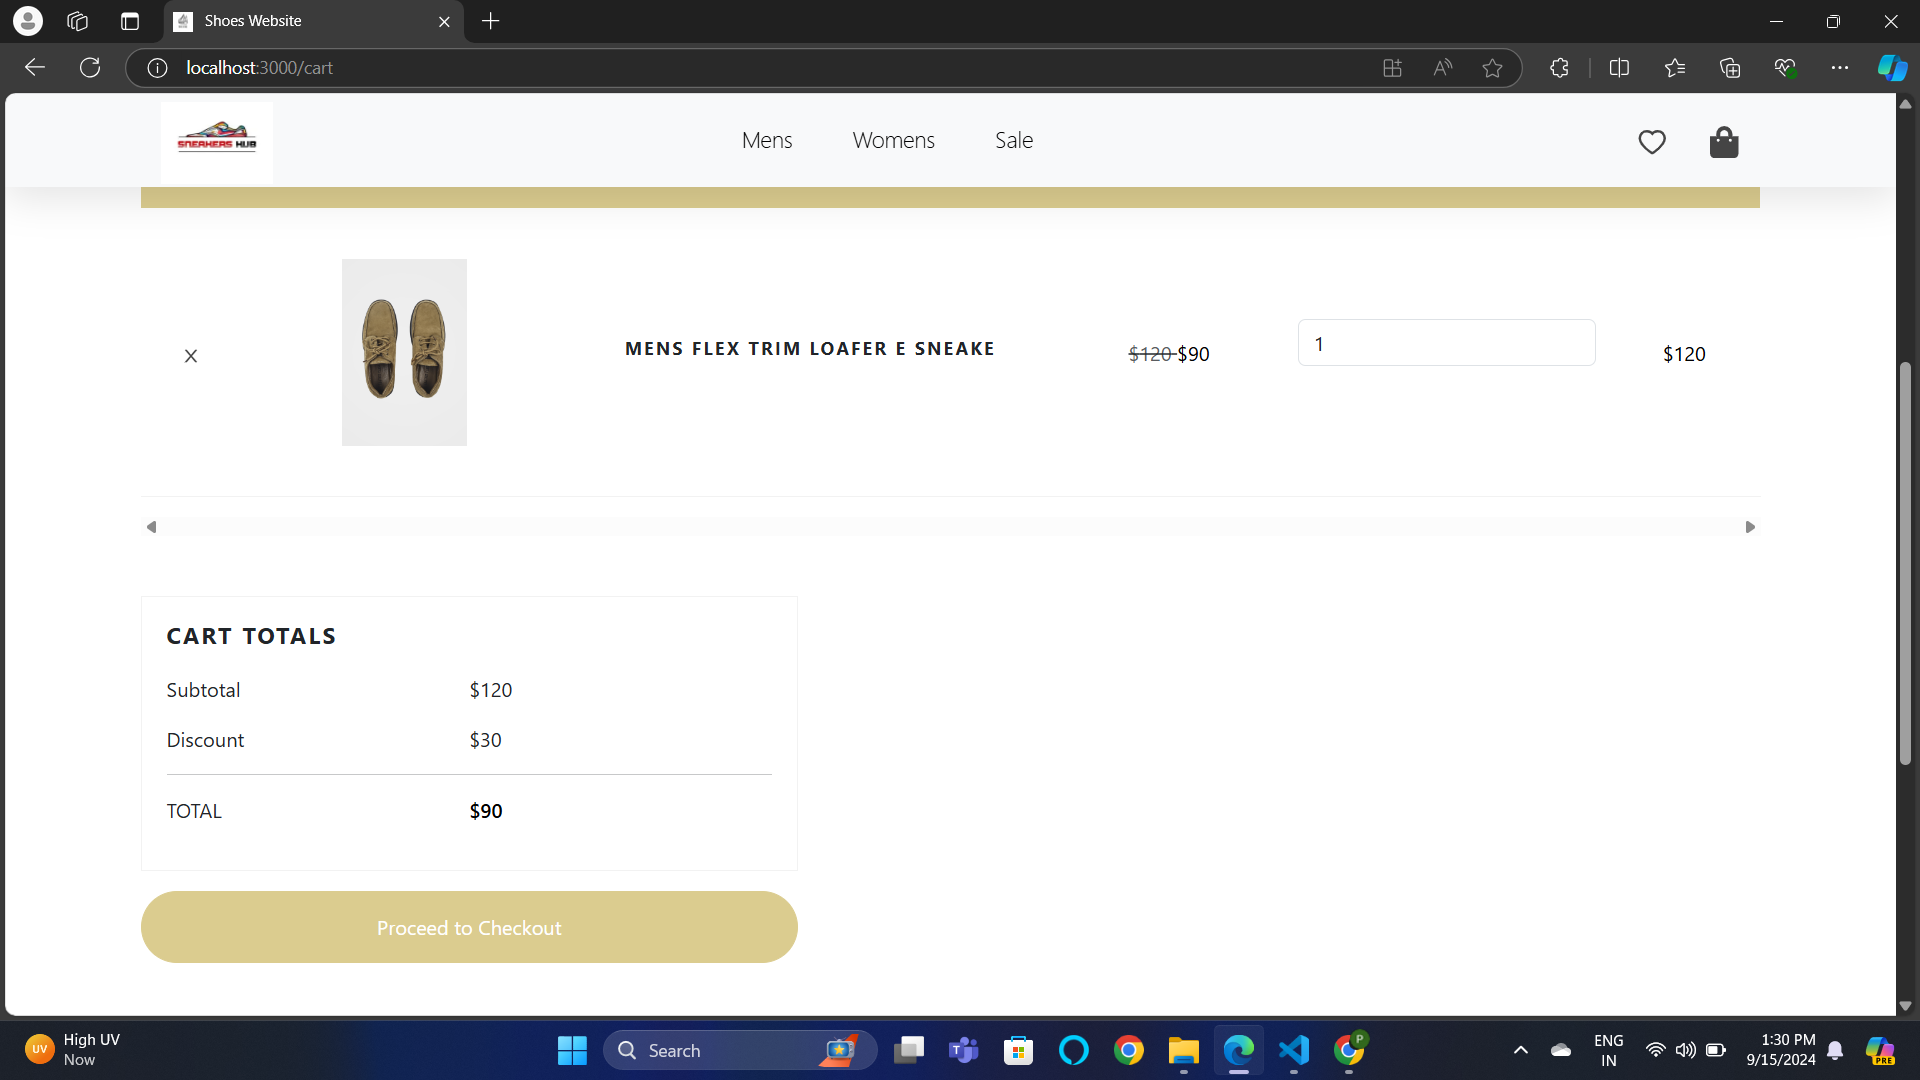 Shoes Website
localhost:3000/cart
SNEAKERS HUB
Mens Womens Sale
X MENS FLEX TRIM LOAFER E SNEAKE $120 $90 1 $120
CART TOTALS
Subtotal $120
Discount $30
TOTAL $90
Proceed to Checkout
UV High UV
Now
Search
T
P
ENG
IN
1:30 PM
9/15/2024
PRE